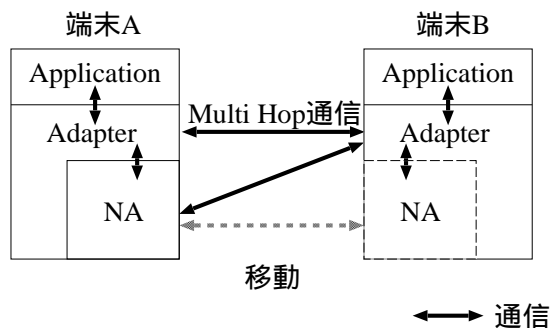 端末A 端末B
Application Application
Multi Hop通信
Adapter Adapter
NA NA
移動
通信